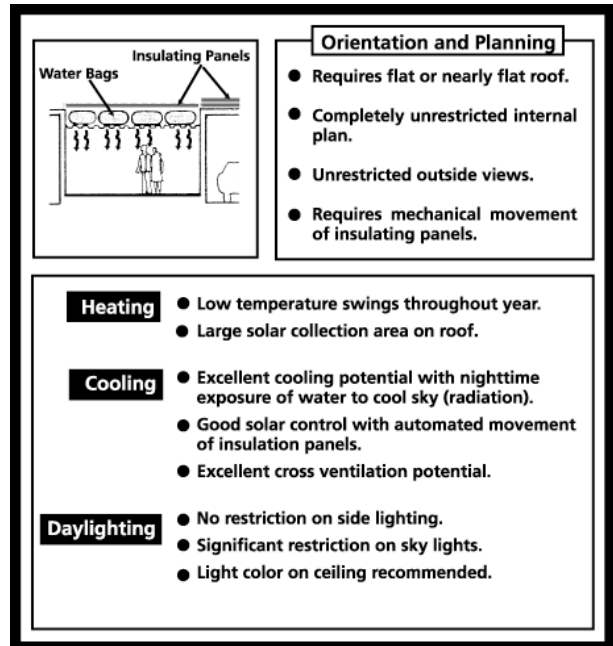 Insulating Panels
Water Bags
Orientation and Planning
● Requires flat or nearly flat roof.
● Completely unrestricted internal
plan.
● Unrestricted outside views.
● Requires mechanical movement
of insulating panels.
Heating
● Low temperature swings throughout year.
● Large solar collection area on roof.
Cooling
● Excellent cooling potential with nighttime
exposure of water to cool sky (radiation).
● Good solar control with automated movement
of insulation panels.
● Excellent cross ventilation potential.
Daylighting
● No restriction on side lighting.
● Significant restriction on sky lights.
● Light color on ceiling recommended.